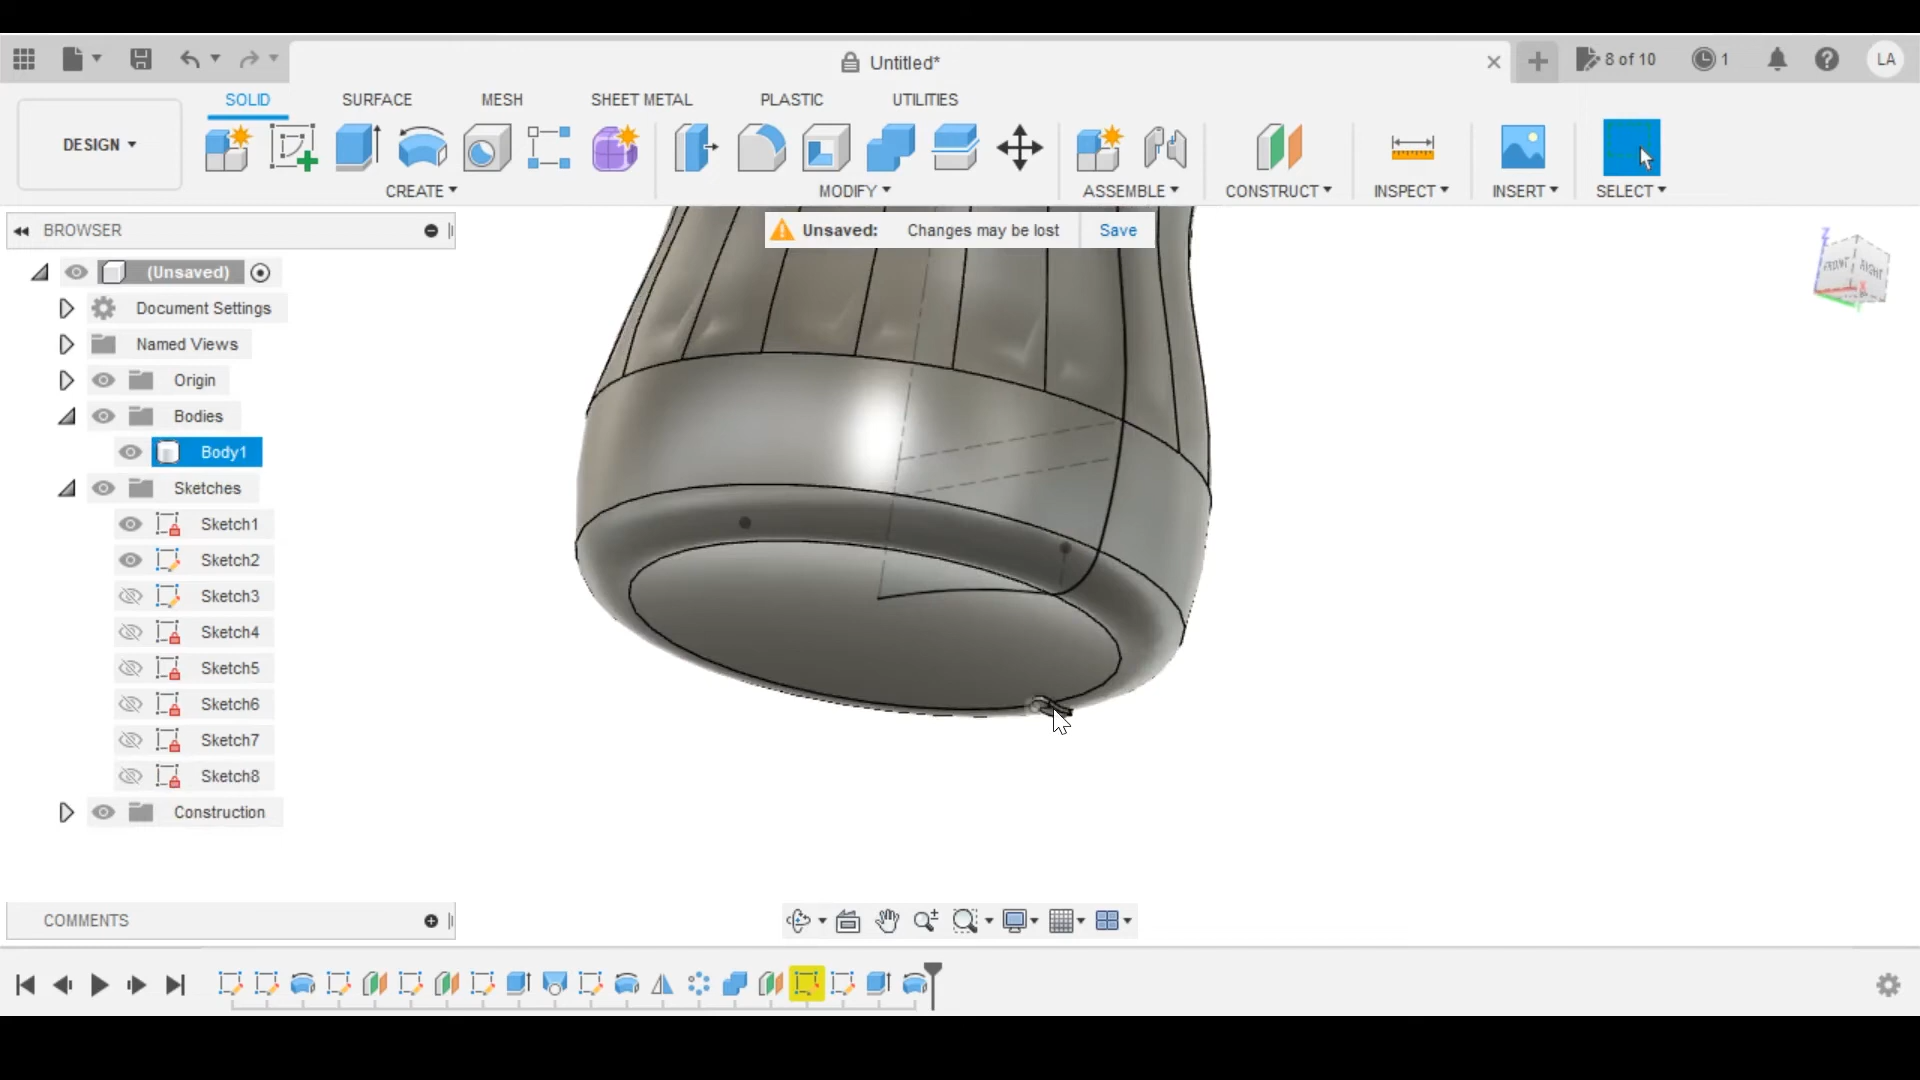 Untitled*
8 of 10
1
LA
DESIGN
SOLID
SURFACE
MESH
SHEET METAL
PLASTIC
UTILITIES
CREATE
MODIFY
ASSEMBLE
CONSTRUCT
INSPECT
INSERT
SELECT
BROWSER
Unsaved: Changes may be lost Save
Z
FRONT
RIGHT
X
(Unsaved)
Document Settings
Named Views
Origin
Bodies
Body1
Sketches
Sketch1
Sketch2
Sketch3
Sketch4
Sketch5
Sketch6
Sketch7
Sketch8
Construction
COMMENTS